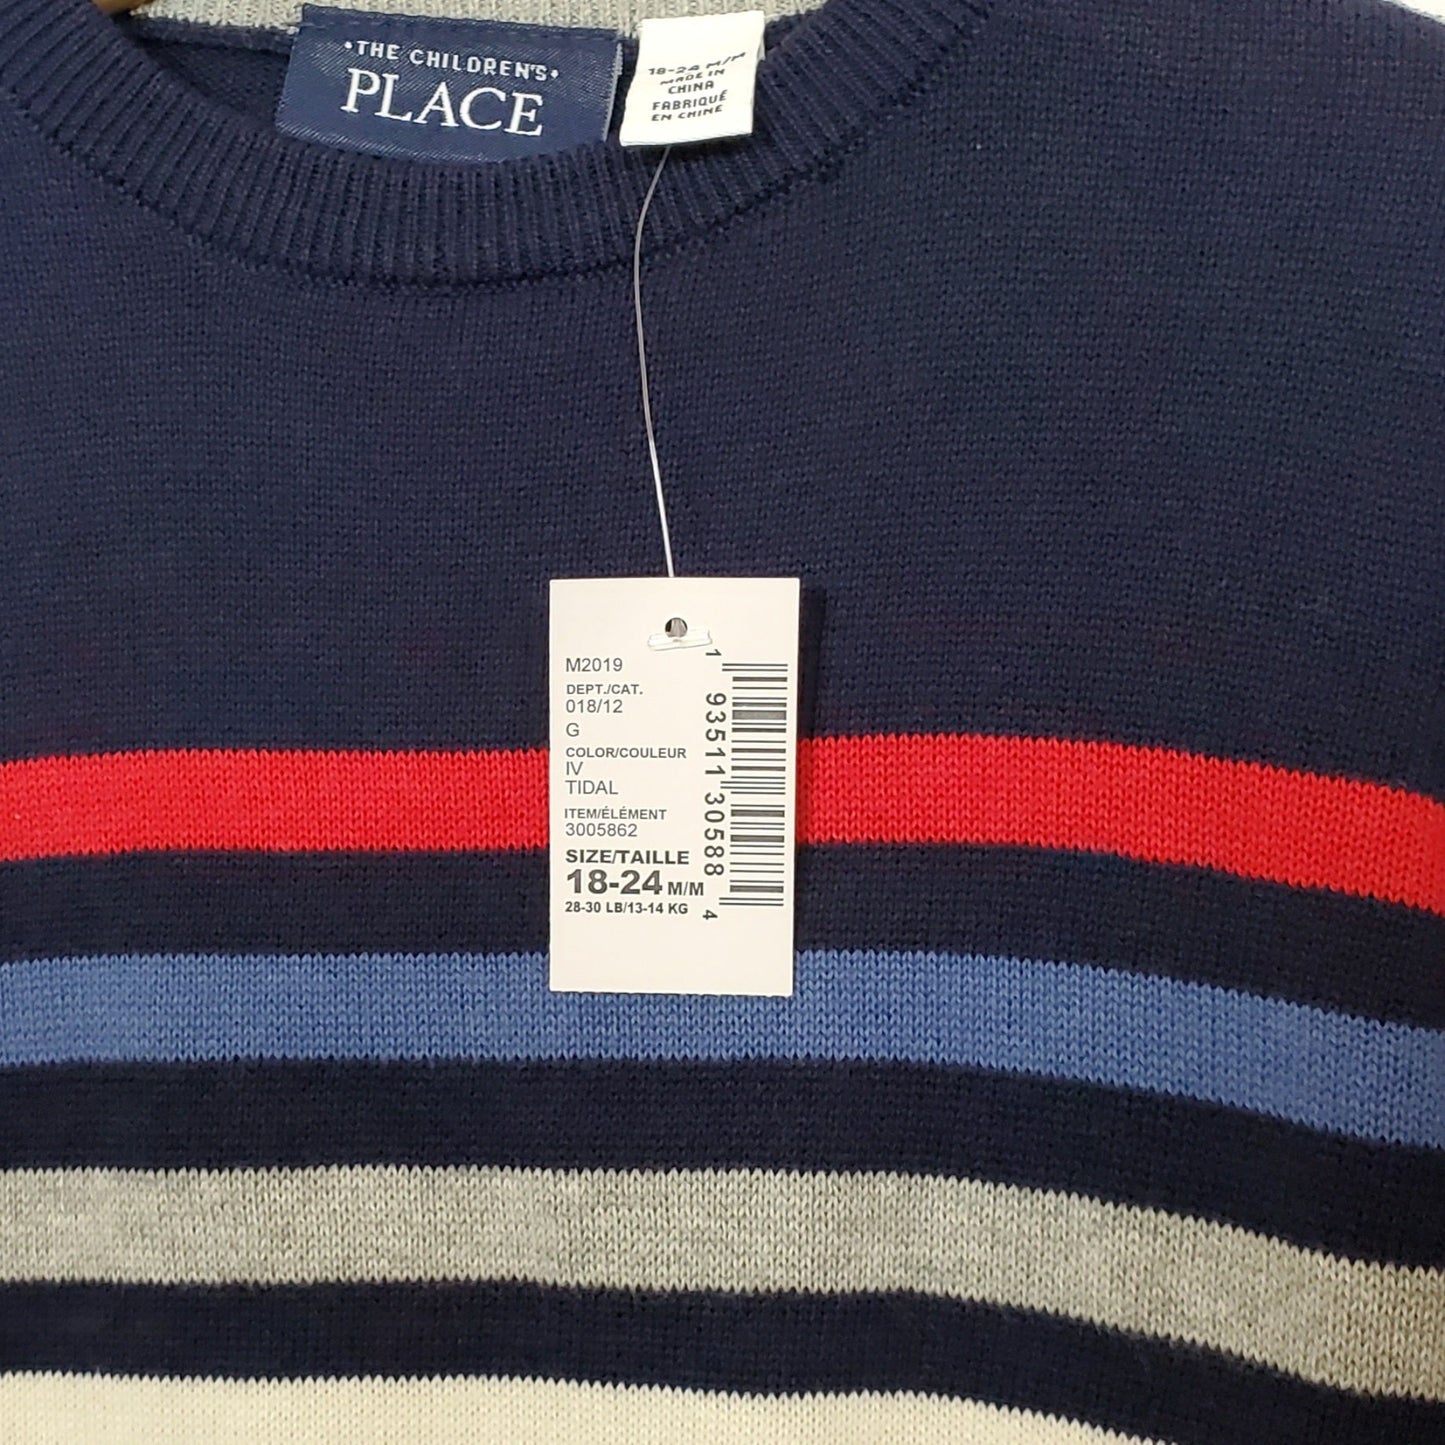 •THE CHILDREN'S•
PLACE
18-24 M/M
MADE IN
CHINA
FABRIQUÉ
EN CHINE
M2019
DEPT./CAT.
018/12
G
COLOR/COULEUR
IV
TIDAL
ITEM/ÉLÉMENT
3005862
SIZE/TAILLE
18-24 M/M
28-30 LB/13-14 KG
1 93511 30588 4